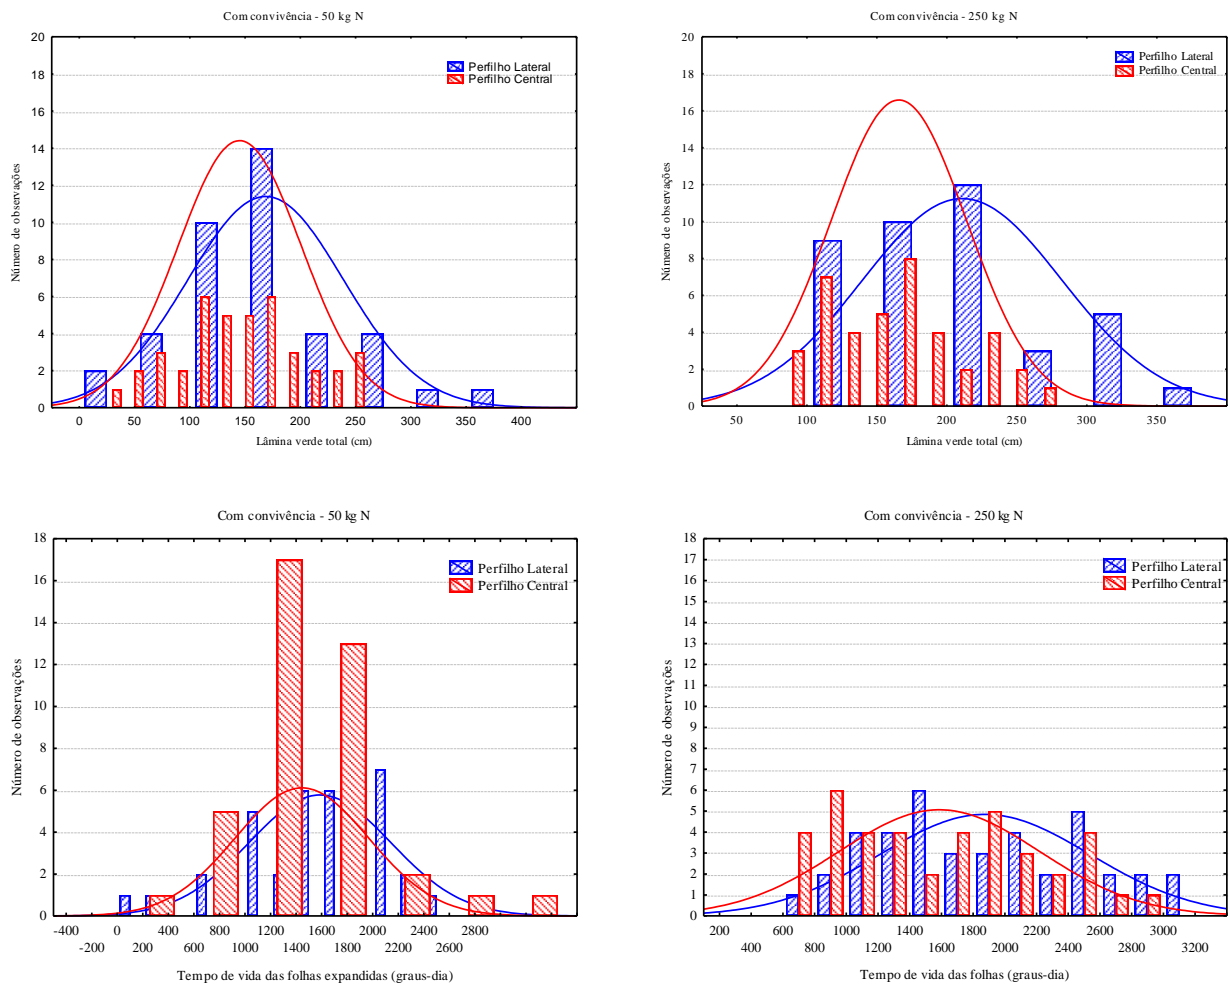 Com convivência - 50 kg N
20
18
16
14
12
10
8
6
4
2
0
Número de observações
Perfilho Lateral
Perfilho Central
0 50 100 150 200 250 300 350 400
Lâmina verde total (cm)
Com convivência - 250 kg N
20
18
16
14
12
10
8
6
4
2
0
Número de observações
Perfilho Lateral
Perfilho Central
50 100 150 200 250 300 350
Lâmina verde total (cm)
Com convivência - 50 kg N
18
16
14
12
10
8
6
4
2
0
Número de observações
Perfilho Lateral
Perfilho Central
-400 0 400 800 1200 1600 2000 2400 2800
-200 200 600 1000 1400 1800 2200 2600
Tempo de vida das folhas expandidas (graus-dia)
Com convivência - 250 kg N
18
17
16
15
14
13
12
11
10
9
8
7
6
5
4
3
2
1
0
Número de observações
Perfilho Lateral
Perfilho Central
200 600 1000 1400 1800 2200 2600 3000
400 800 1200 1600 2000 2400 2800 3200
Tempo de vida das folhas (graus-dia)